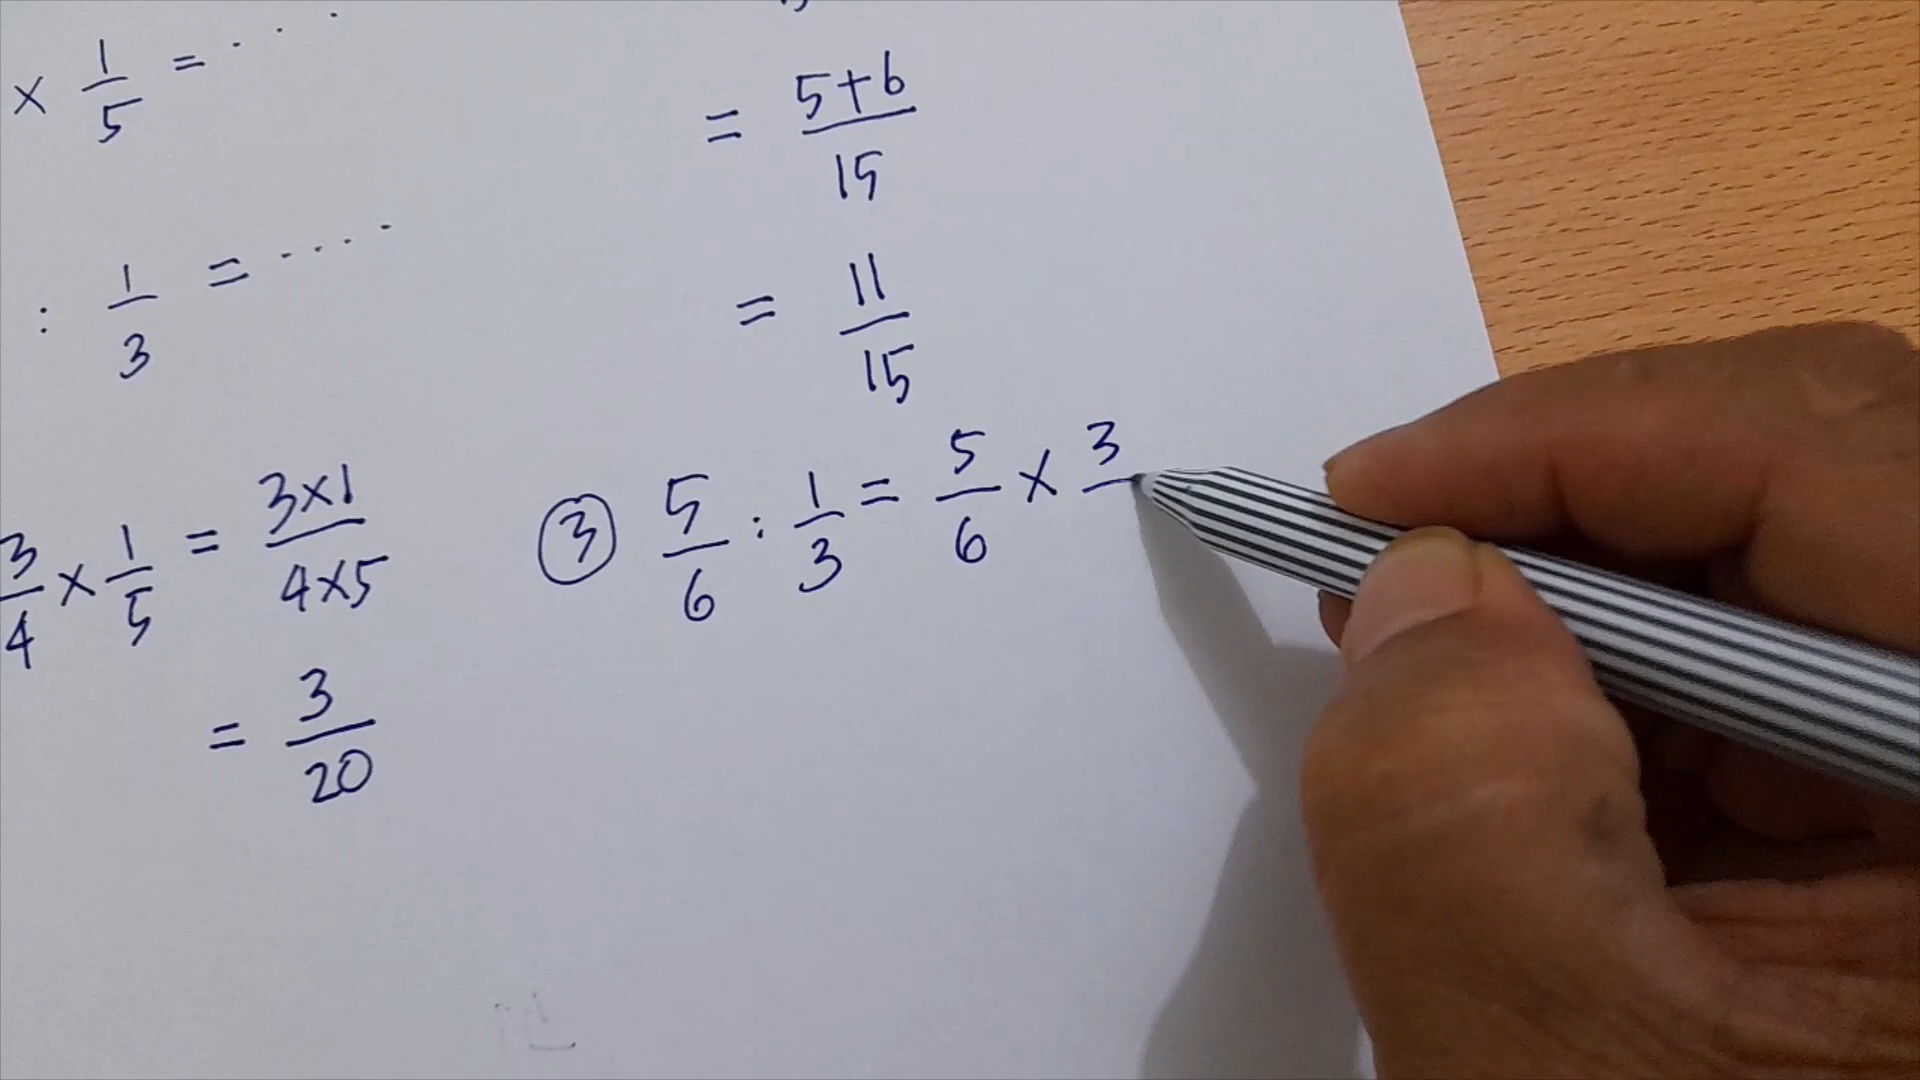 × 1/5 = ....
: 1/3 = ....
3/4 × 1/5 = 3×1/4×5
= 3/20
= 5+6/15
= 11/15
③ 5/6 : 1/3 = 5/6 × 3/